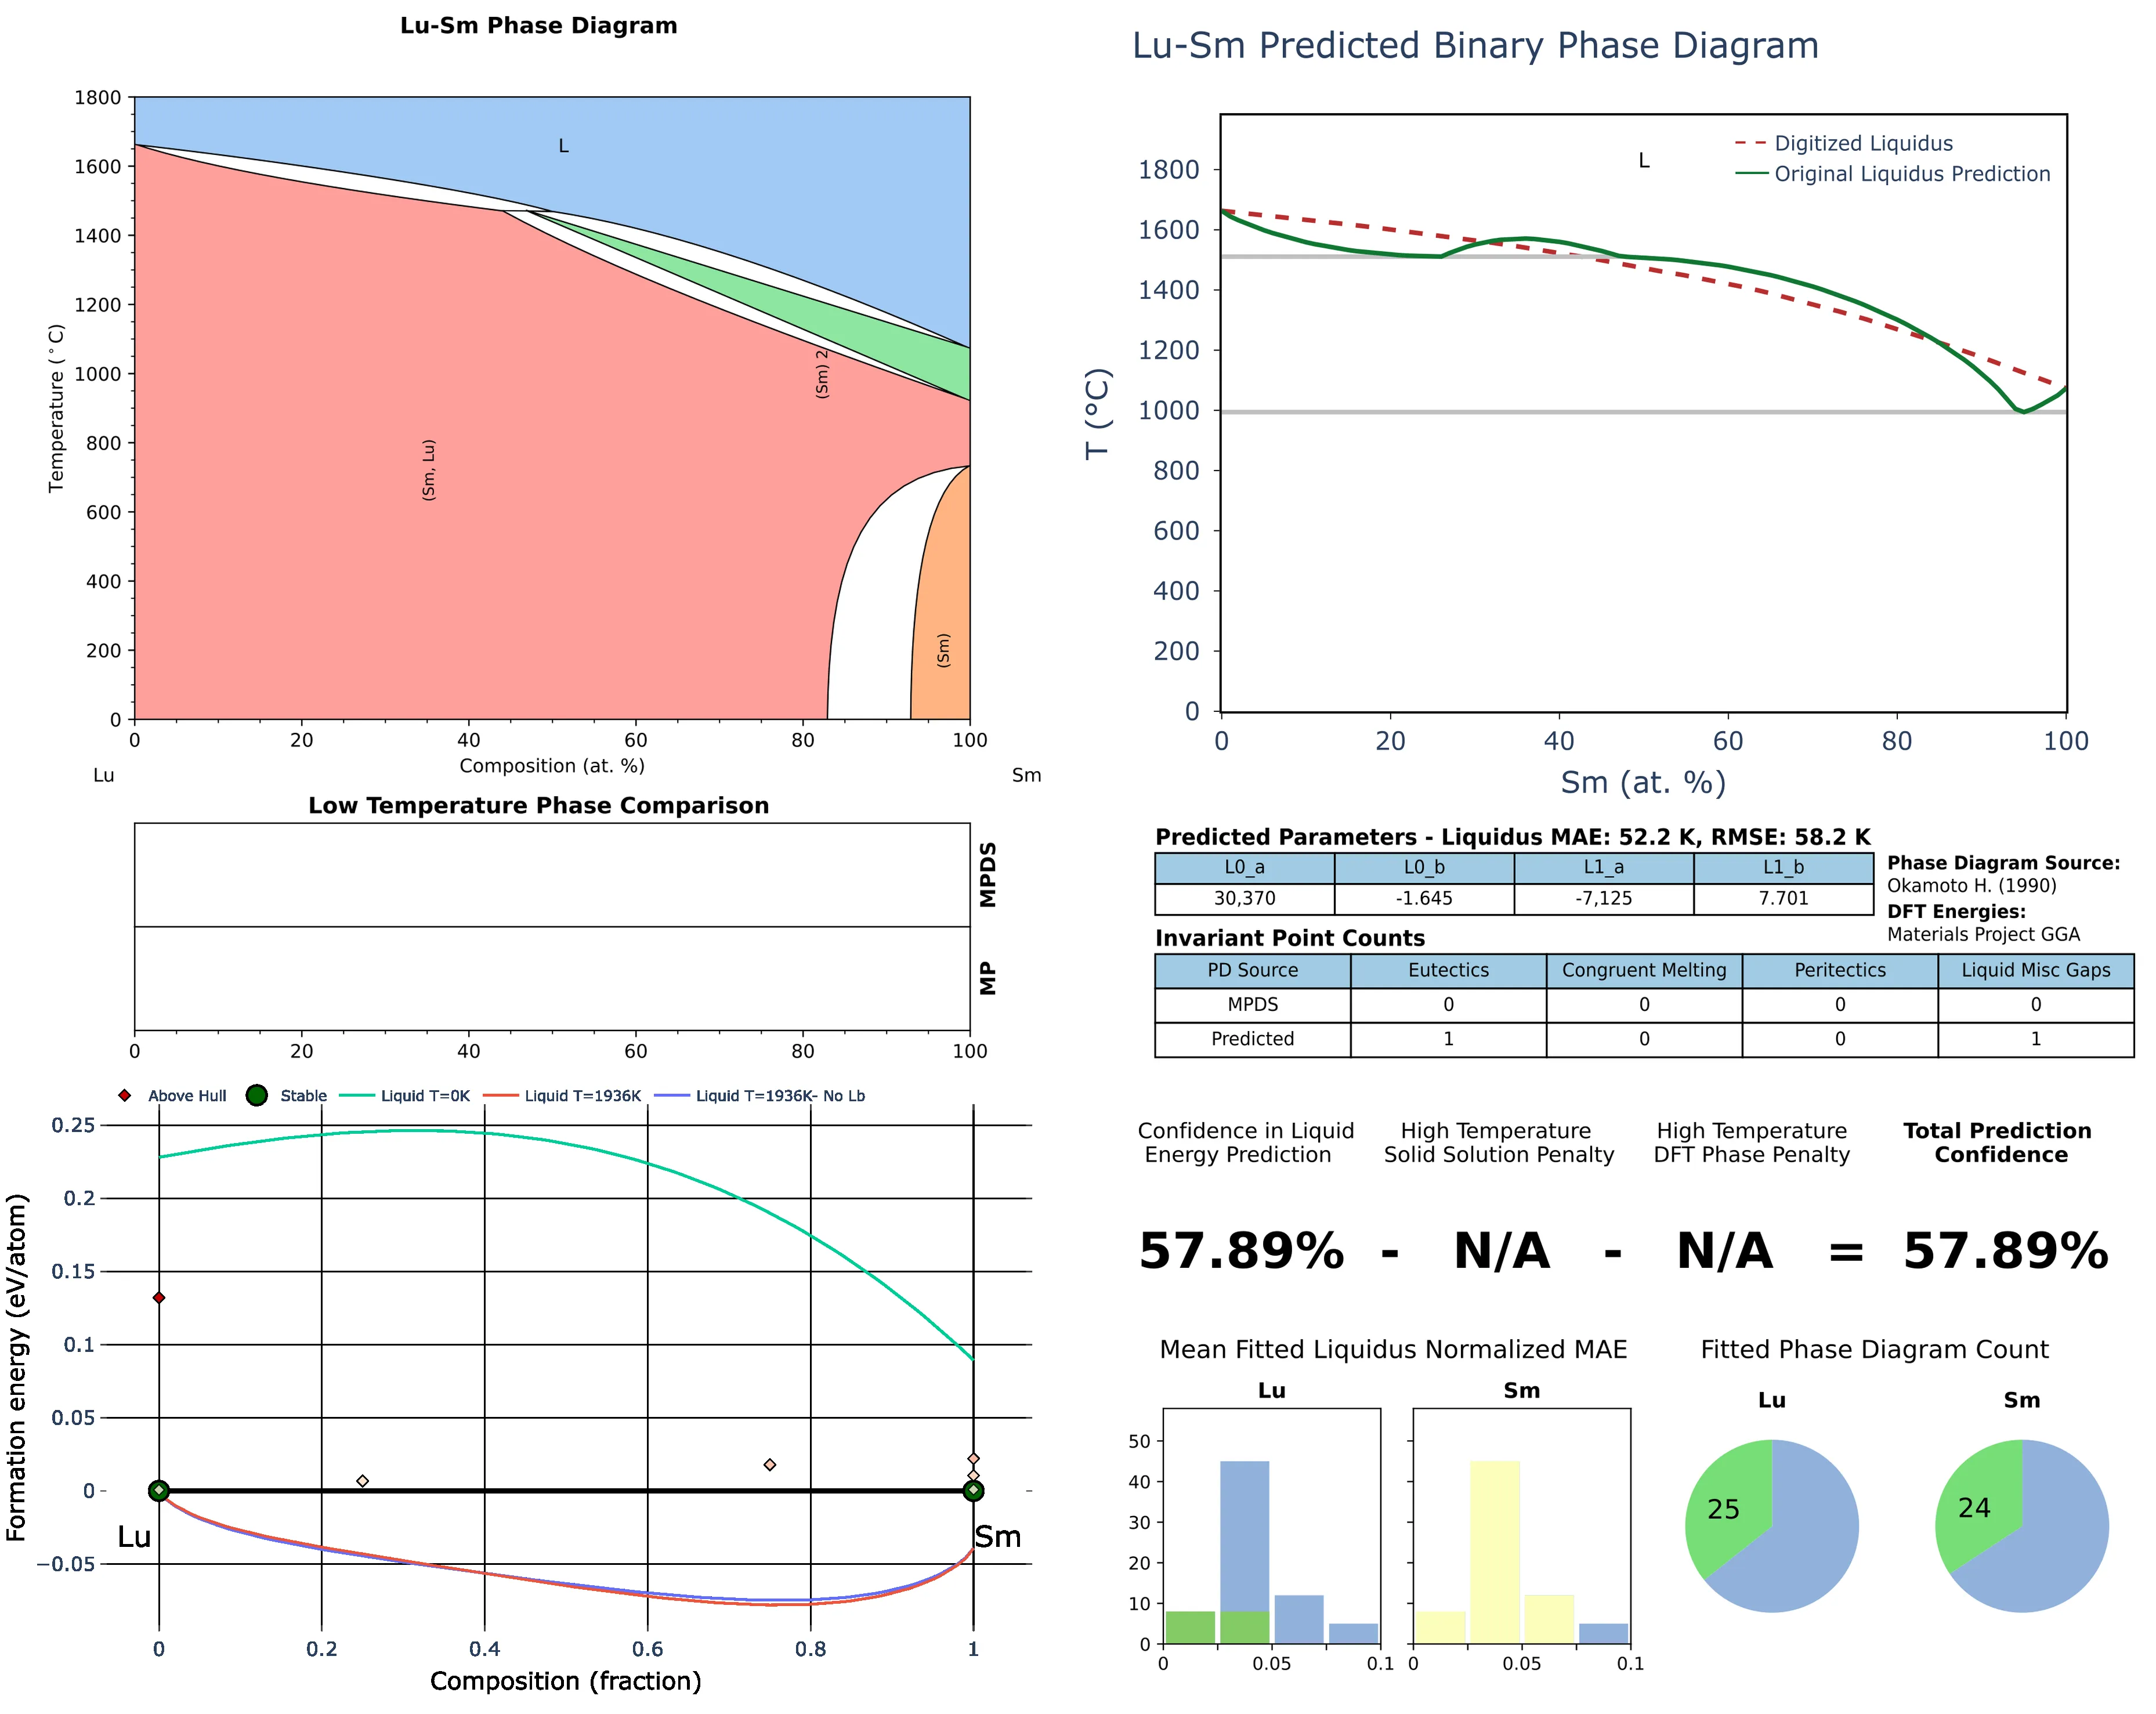 Lu-Sm Phase Diagram
1800
1600
1400
1200
1000
800
600
400
200
0
Temperature (°C)
L
(Sm) 2
(Sm, Lu)
(Sm)
0 20 40 60 80 100
Composition (at. %)
Lu Sm
Low Temperature Phase Comparison
MPDS
MP
0 20 40 60 80 100
Above Hull Stable Liquid T=0K Liquid T=1936K Liquid T=1936K- No Lb
0.25
0.2
0.15
0.1
0.05
0
−0.05
Formation energy (eV/atom)
Lu Sm
0 0.2 0.4 0.6 0.8 1
Composition (fraction)
Lu-Sm Predicted Binary Phase Diagram
L
Digitized Liquidus
Original Liquidus Prediction
1800
1600
1400
1200
1000
800
600
400
200
0
T (°C)
0 20 40 60 80 100
Sm (at. %)
Predicted Parameters - Liquidus MAE: 52.2 K, RMSE: 58.2 K
L0_a L0_b L1_a L1_b
30,370 -1.645 -7,125 7.701
Phase Diagram Source:
Okamoto H. (1990)
DFT Energies:
Materials Project GGA
Invariant Point Counts
PD Source Eutectics Congruent Melting Peritectics Liquid Misc Gaps
MPDS 0 0 0 0
Predicted 1 0 0 1
Confidence in Liquid
Energy Prediction
High Temperature
Solid Solution Penalty
High Temperature
DFT Phase Penalty
Total Prediction
Confidence
57.89% - N/A - N/A = 57.89%
Mean Fitted Liquidus Normalized MAE
Lu Sm
50
40
30
20
10
0
0 0.05 0.1 0 0.05 0.1
Fitted Phase Diagram Count
Lu Sm
25 24